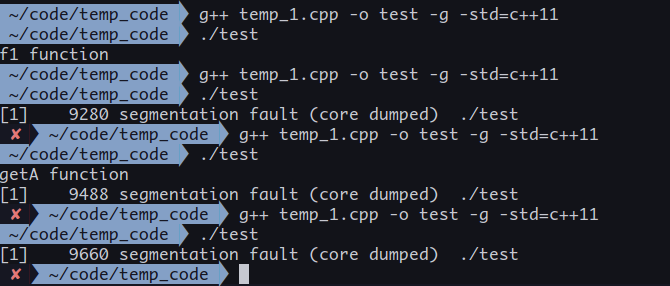 ~/code/temp_code g++ temp_1.cpp -o test -g -std=c++11
~/code/temp_code ./test
f1 function
~/code/temp_code g++ temp_1.cpp -o test -g -std=c++11
~/code/temp_code ./test
[1]    9280 segmentation fault (core dumped)  ./test
✘ ~/code/temp_code g++ temp_1.cpp -o test -g -std=c++11
~/code/temp_code ./test
getA function
[1]    9488 segmentation fault (core dumped)  ./test
✘ ~/code/temp_code g++ temp_1.cpp -o test -g -std=c++11
~/code/temp_code ./test
[1]    9660 segmentation fault (core dumped)  ./test
✘ ~/code/temp_code